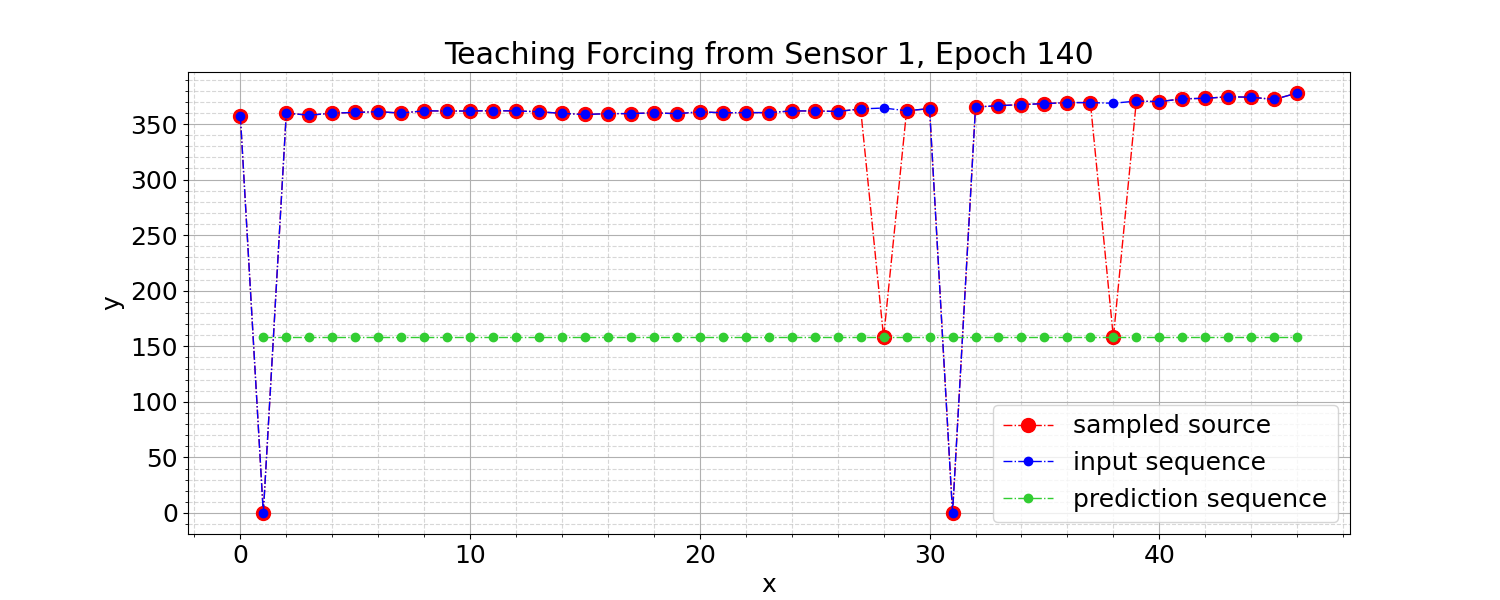 Teaching Forcing from Sensor 1, Epoch 140
350
300
250
200
150
100
50
0
y
0 10 20 30 40
x
sampled source
input sequence
prediction sequence